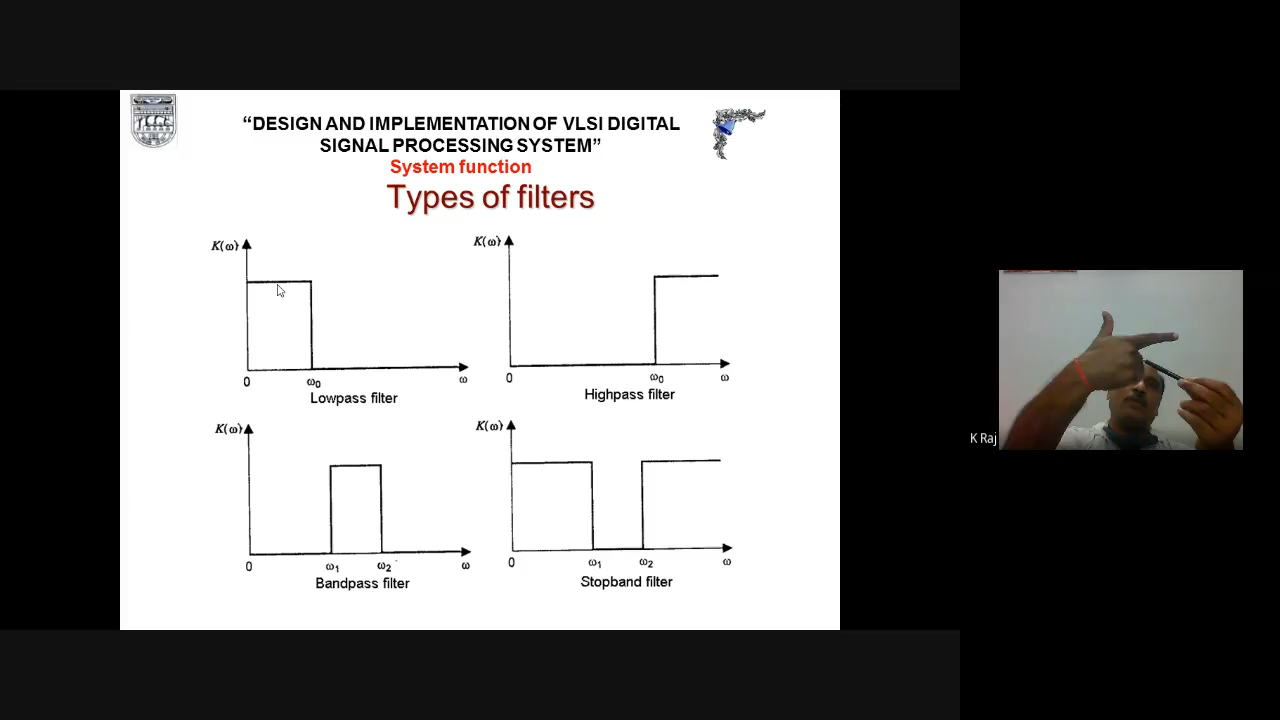 “DESIGN AND IMPLEMENTATION OF VLSI DIGITAL
SIGNAL PROCESSING SYSTEM”
System function
Types of filters
K(ω)
0
ω0
ω
Lowpass filter
K(ω)
0
ω0
ω
Highpass filter
K(ω)
0
ω1
ω2
ω
Bandpass filter
K(ω)
0
ω1
ω2
ω
Stopband filter
K Raj